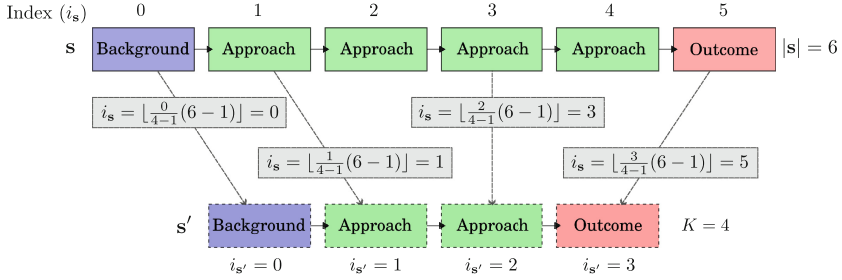 Index (i_s) 0 1 2 3 4 5
s Background Approach Approach Approach Approach Outcome |s| = 6
i_s = ⌊0/(4−1) (6 − 1)⌋ = 0 i_s = ⌊2/(4−1) (6 − 1)⌋ = 3
i_s = ⌊1/(4−1) (6 − 1)⌋ = 1 i_s = ⌊3/(4−1) (6 − 1)⌋ = 5
s′ Background Approach Approach Outcome K = 4
i_s′ = 0 i_s′ = 1 i_s′ = 2 i_s′ = 3